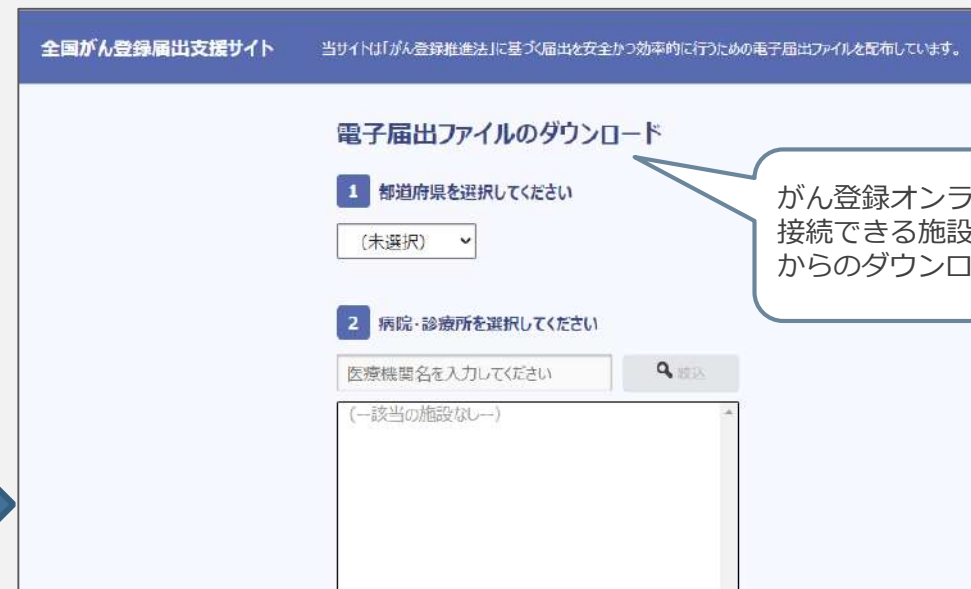 全国がん登録届出支援サイト
当サイトは「がん登録推進法」に基づく届出を安全かつ効率的に行うための電子届出ファイルを配布しています。
電子届出ファイルのダウンロード
1 都道府県を選択してください
(未選択)
がん登録オンラ
接続できる施設
からのダウンロ
2 病院・診療所を選択してください
医療機関名を入力してください
絞込
(--該当の施設なし--)